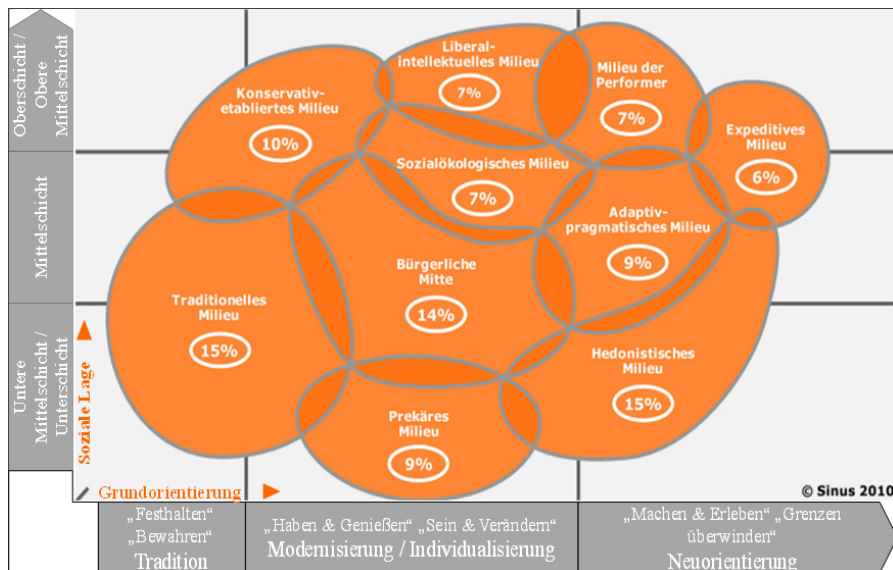 Oberschicht /
Obere
Mittelschicht
Mittelschicht
Untere
Mittelschicht /
Unterschicht
Soziale Lage
Konservativ-
etabliertes Milieu
10%
Liberal-
intellektuelles Milieu
7%
Milieu der
Performer
7%
Expeditives
Milieu
6%
Sozialökologisches Milieu
7%
Adaptiv-
pragmatisches Milieu
9%
Traditionelles
Milieu
15%
Bürgerliche
Mitte
14%
Hedonistisches
Milieu
15%
Prekäres
Milieu
9%
© Sinus 2010
Grundorientierung
„Festhalten“
„Bewahren“
Tradition
„Haben & Genießen“ „Sein & Verändern“
Modernisierung / Individualisierung
„Machen & Erleben“ „Grenzen
überwinden“
Neuorientierung